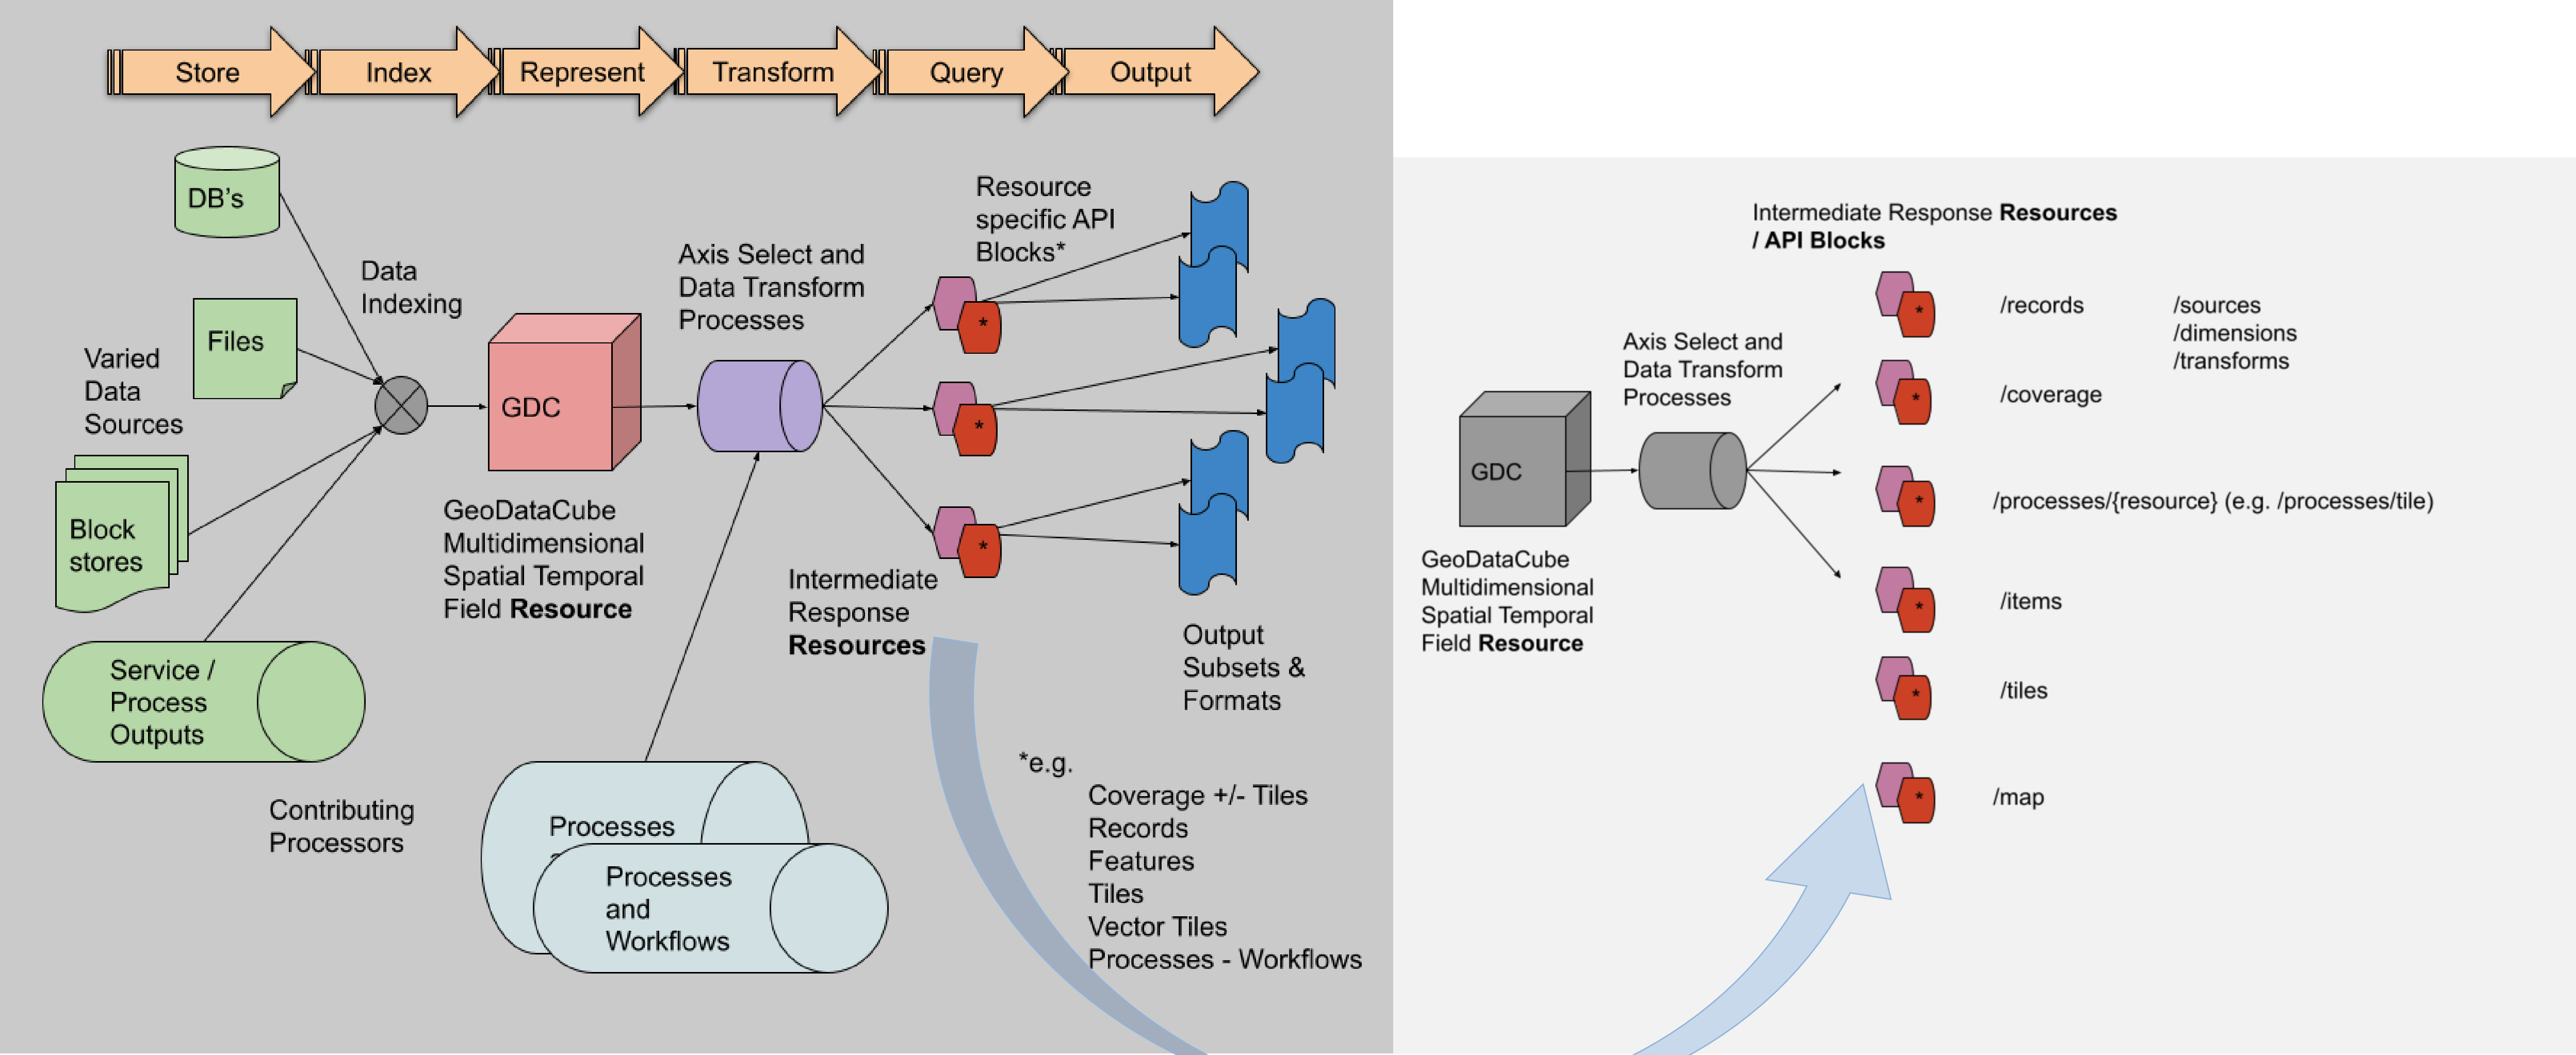 Store
Index
Represent
Transform
Query
Output
DB's
Files
Varied
Data
Sources
Block
stores
Service /
Process
Outputs
Contributing
Processors
Data
Indexing
GDC
GeoDataCube
Multidimensional
Spatial Temporal
Field Resource
Axis Select and
Data Transform
Processes
Processes
Processes
and
Workflows
Resource
specific API
Blocks*
*
*
*
Intermediate
Response
Resources
Output
Subsets &
Formats
*e.g.
Coverage +/- Tiles
Records
Features
Tiles
Vector Tiles
Processes - Workflows
GDC
GeoDataCube
Multidimensional
Spatial Temporal
Field Resource
Axis Select and
Data Transform
Processes
Intermediate Response Resources
/ API Blocks
* /records
/sources
/dimensions
/transforms
* /coverage
* /processes/{resource} (e.g. /processes/tile)
* /items
* /tiles
* /map